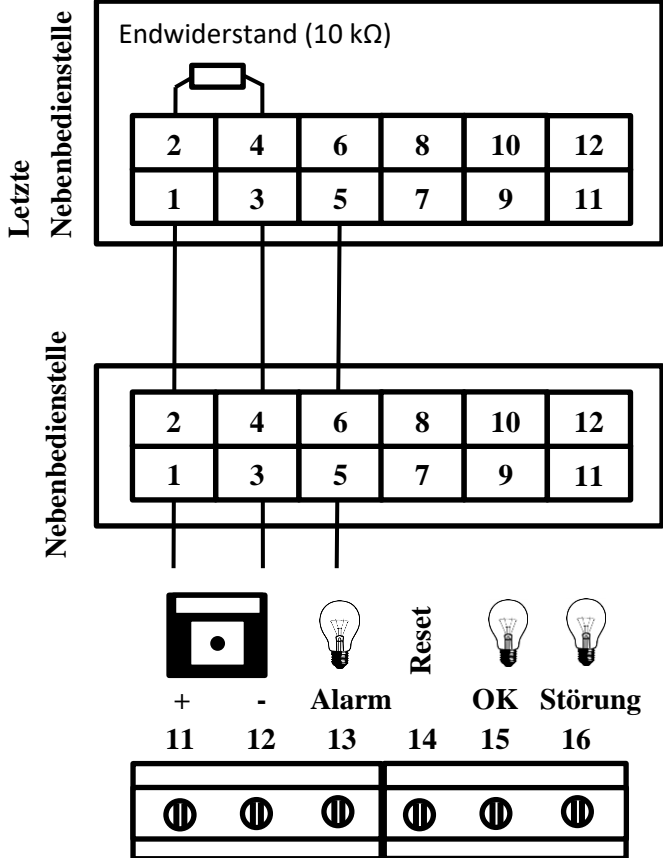 Endwiderstand (10 kΩ)
Letzte
Nebenbedienstelle
2 4 6 8 10 12
1 3 5 7 9 11
Nebenbedienstelle
2 4 6 8 10 12
1 3 5 7 9 11
Reset
+ - Alarm OK Störung
11 12 13 14 15 16